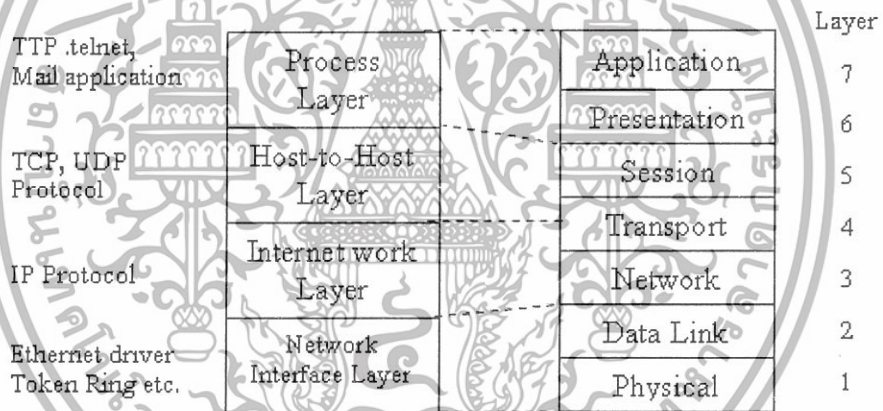 Layer
TTP .telnet,
Mail application
Process
Layer
Application
7
Presentation
6
TCP, UDP
Protocol
Host-to-Host
Layer
Session
5
Transport
4
IP Protocol
Internet work
Layer
Network
3
Data Link
2
Ethernet driver
Token Ring etc.
Network
Interface Layer
Physical
1